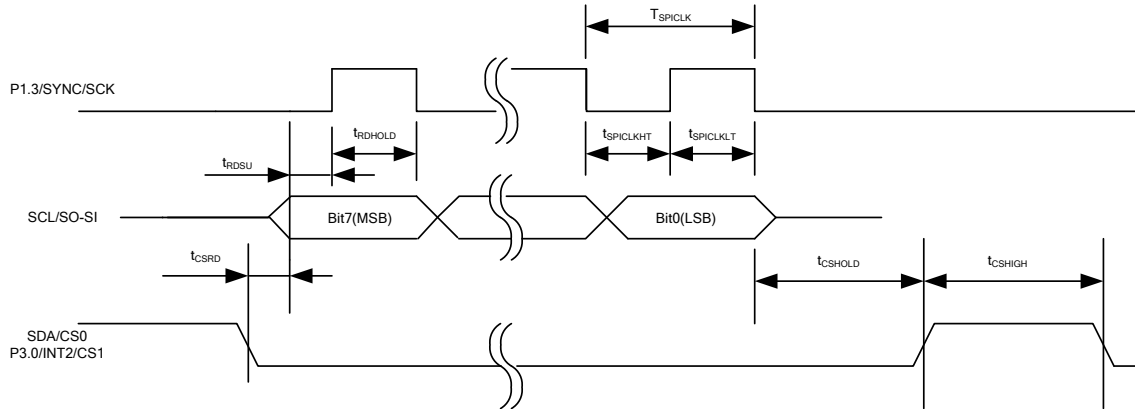 TSPICLK
P1.3/SYNC/SCK
tRDHOLD
tSPICLKHT
tSPICLKLT
tRDSU
SCL/SO-SI
Bit7(MSB)
Bit0(LSB)
tCSRD
tCSHOLD
tCSHIGH
SDA/CS0
P3.0/INT2/CS1